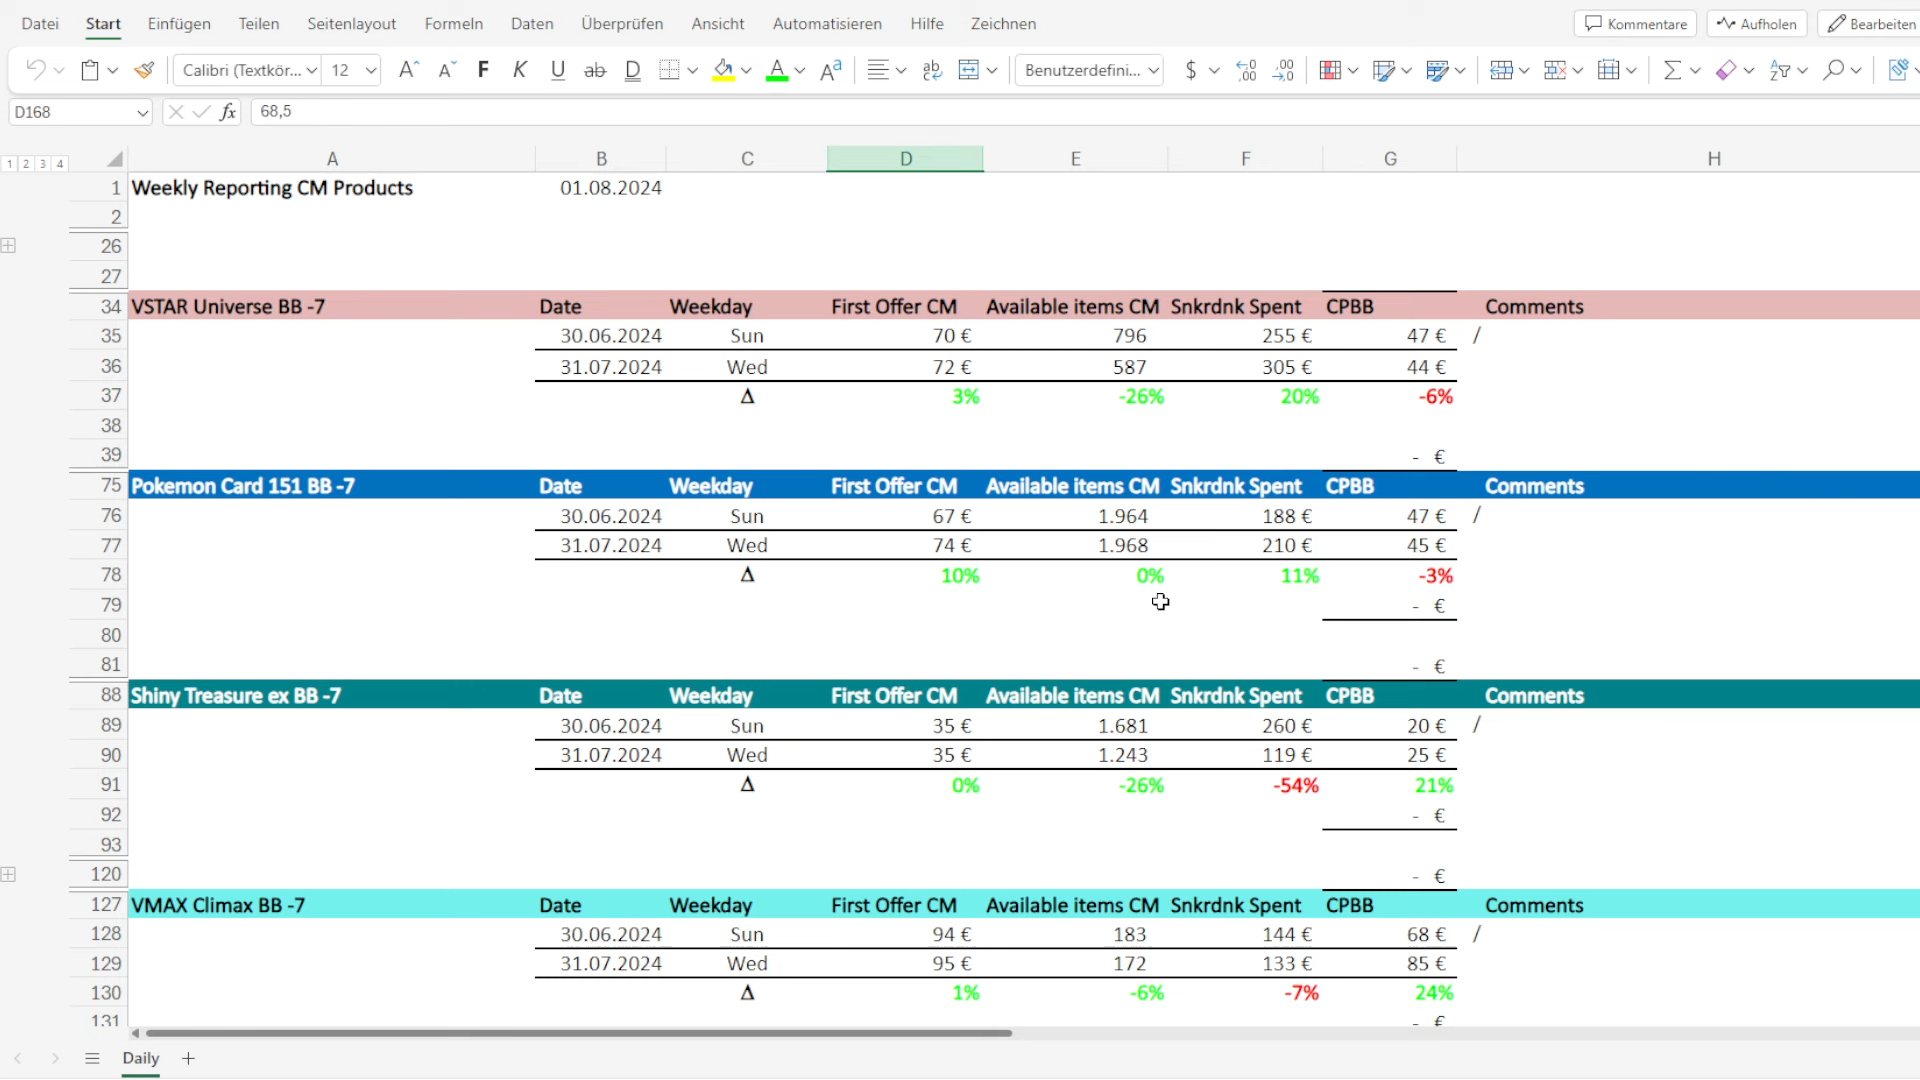 Datei Start Einfügen Teilen Seitenlayout Formeln Daten Überprüfen Ansicht Automatisieren Hilfe Zeichnen Kommentare Aufholen Bearbeiten
Calibri (Textkör... 12 F K U ab D A Benutzerdefini... $
D168 fx 68,5
1 2 3 4 A B C D E F G H
1 Weekly Reporting CM Products 01.08.2024
2
26
27
34 VSTAR Universe BB -7 Date Weekday First Offer CM Available items CM Snkrdnk Spent CPBB Comments
35 30.06.2024 Sun 70 € 796 255 € 47 € /
36 31.07.2024 Wed 72 € 587 305 € 44 €
37 Δ 3% -26% 20% -6%
38
39 - €
75 Pokemon Card 151 BB -7 Date Weekday First Offer CM Available items CM Snkrdnk Spent CPBB Comments
76 30.06.2024 Sun 67 € 1.964 188 € 47 € /
77 31.07.2024 Wed 74 € 1.968 210 € 45 €
78 Δ 10% 0% 11% -3%
79 - €
80
81 - €
88 Shiny Treasure ex BB -7 Date Weekday First Offer CM Available items CM Snkrdnk Spent CPBB Comments
89 30.06.2024 Sun 35 € 1.681 260 € 20 € /
90 31.07.2024 Wed 35 € 1.243 119 € 25 €
91 Δ 0% -26% -54% 21%
92 - €
93
120 - €
127 VMAX Climax BB -7 Date Weekday First Offer CM Available items CM Snkrdnk Spent CPBB Comments
128 30.06.2024 Sun 94 € 183 144 € 68 € /
129 31.07.2024 Wed 95 € 172 133 € 85 €
130 Δ 1% -6% -7% 24%
131 - €
Daily